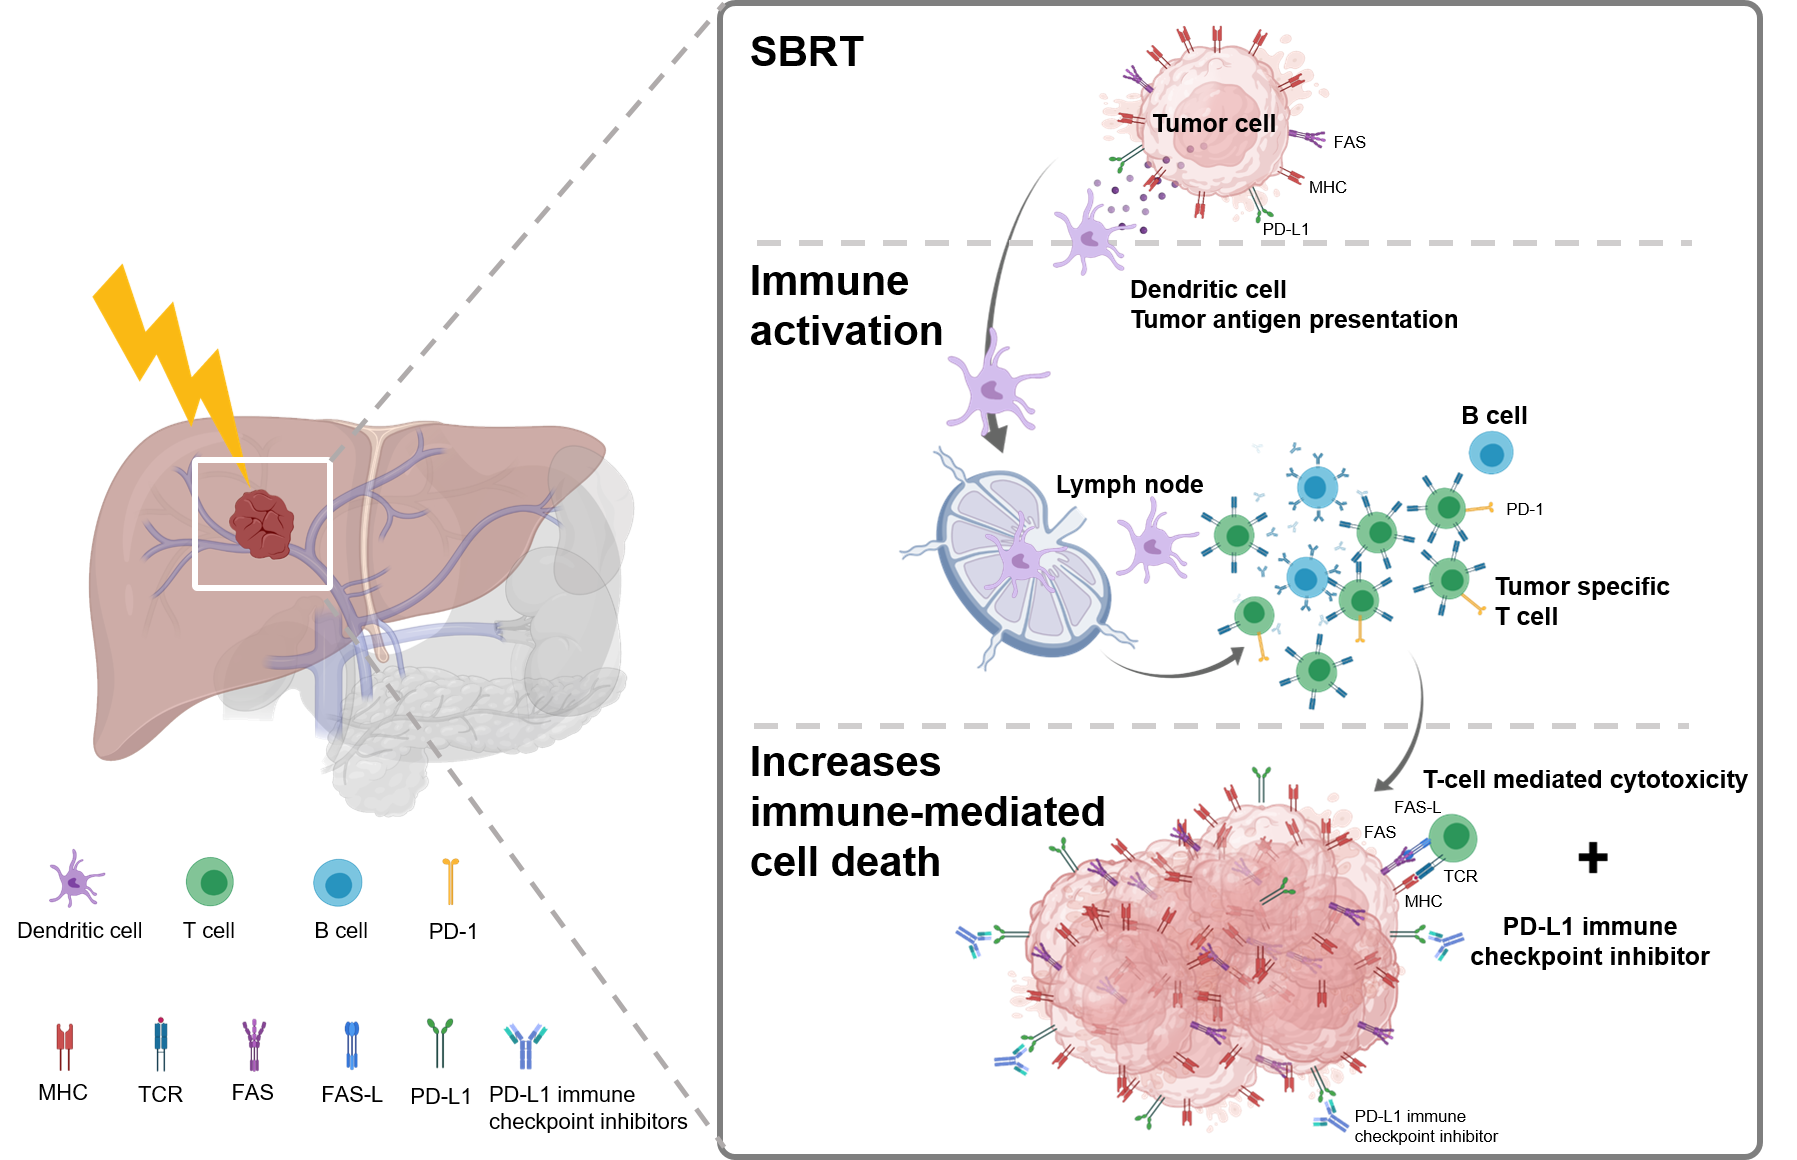 SBRT
Tumor cell
FAS
MHC
PD-L1
Immune
activation
Dendritic cell
Tumor antigen presentation
B cell
Lymph node
PD-1
Tumor specific
T cell
Increases
immune-mediated
cell death
T-cell mediated cytotoxicity
FAS-L
FAS
TCR
MHC
+
PD-L1 immune
checkpoint inhibitor
PD-L1 immune
checkpoint inhibitor
Dendritic cell
T cell
B cell
PD-1
MHC
TCR
FAS
FAS-L
PD-L1
PD-L1 immune
checkpoint inhibitors